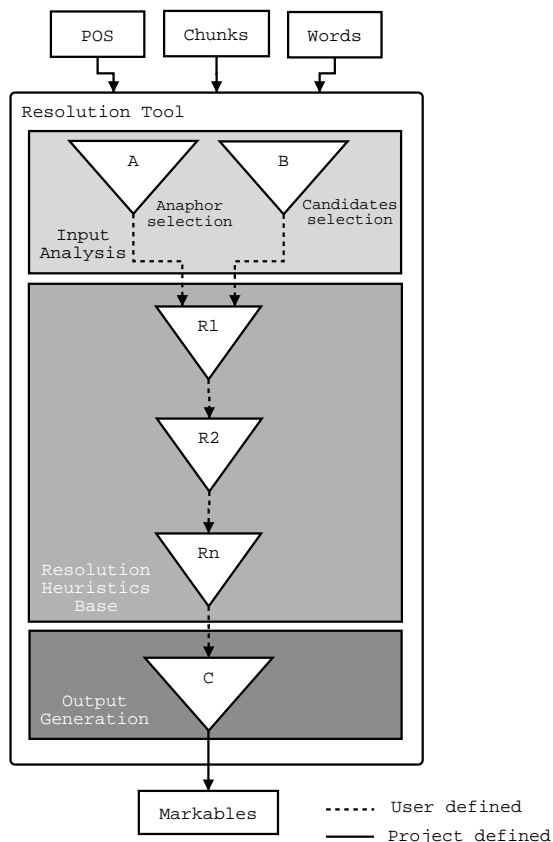 POS
Chunks
Words
Resolution Tool
A
B
Anaphor
selection
Candidates
selection
Input
Analysis
R1
R2
Rn
Resolution
Heuristics
Base
C
Output
Generation
Markables
User defined
Project defined